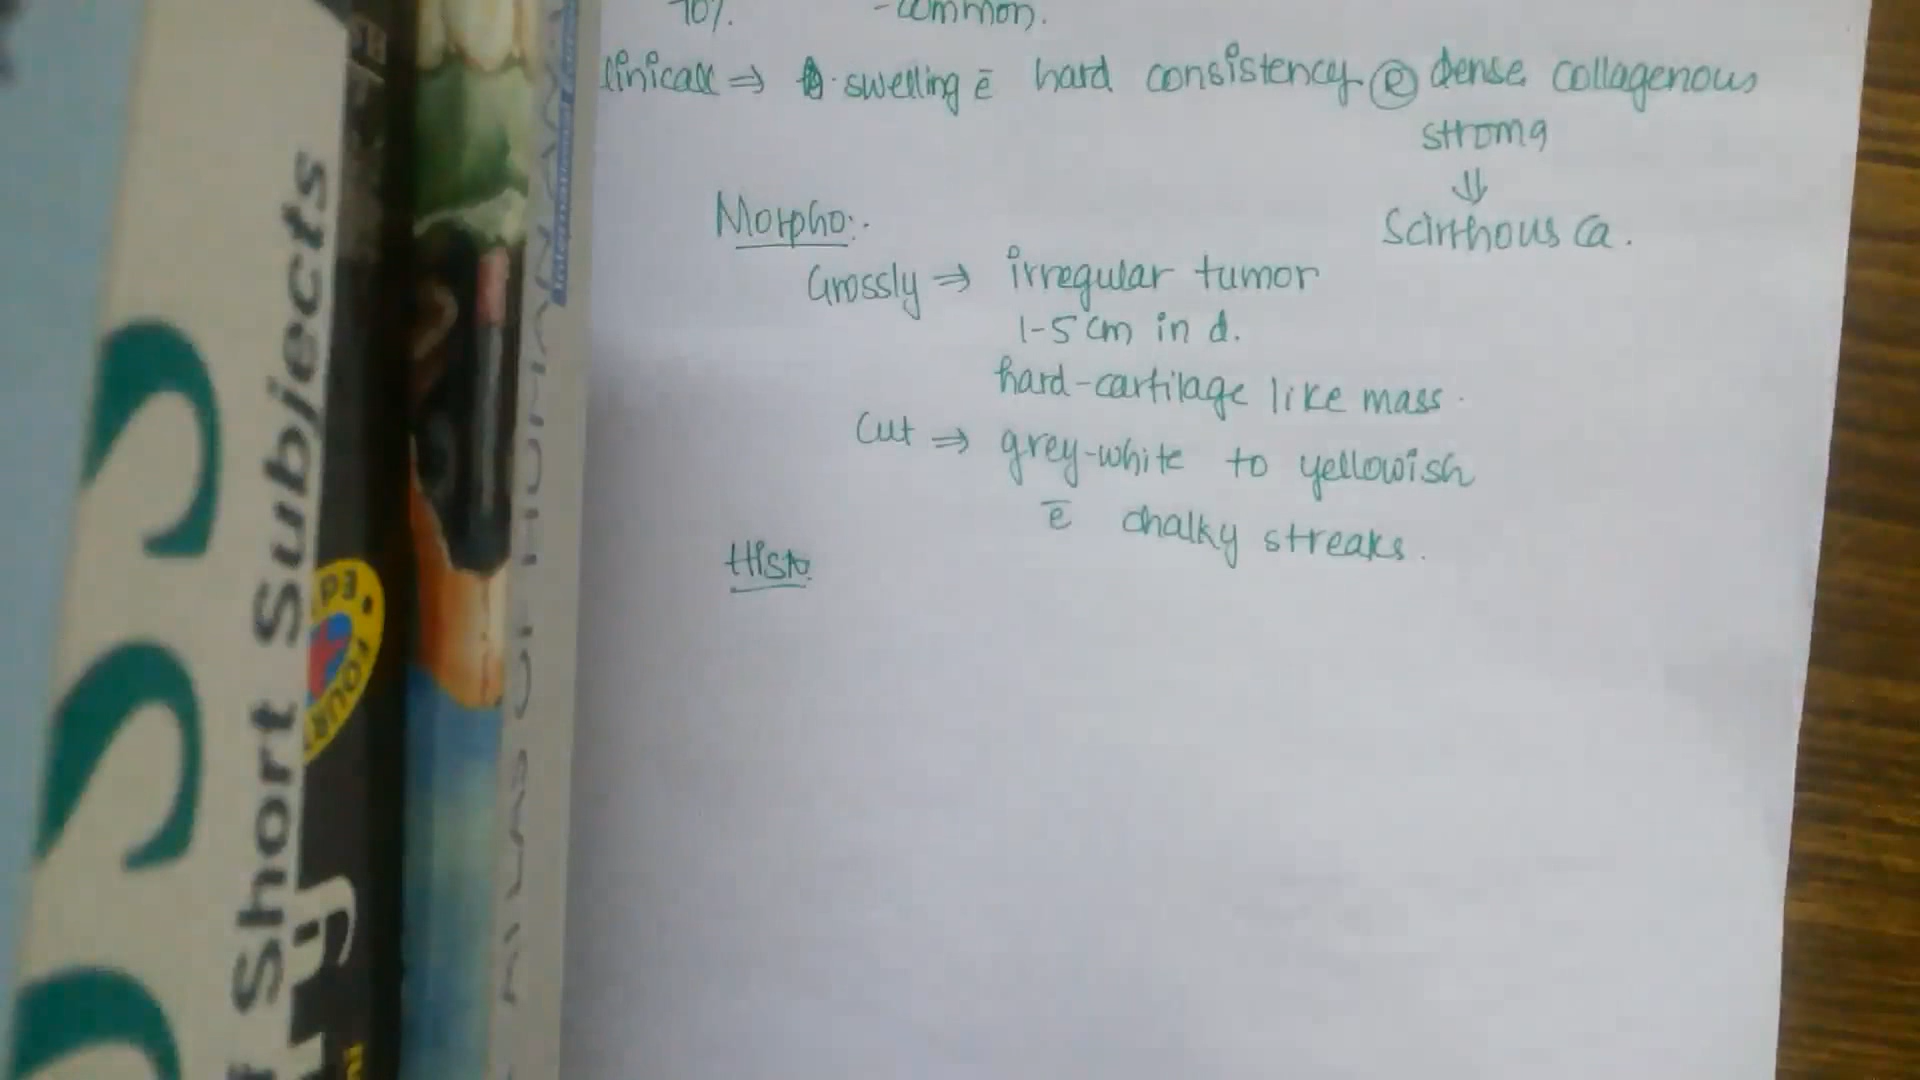 70%. - common.
linicall ⇒ swelling ē hard consistency ⓔ dense collagenous
stroma
⇓
Scirrhous Ca.
Morpho:-
Grossly ⇒ irregular tumor
1-5 cm in d.
hard-cartilage like mass.
Cut ⇒ grey-white to yellowish
ē chalky streaks.
Histo
Short Subjects